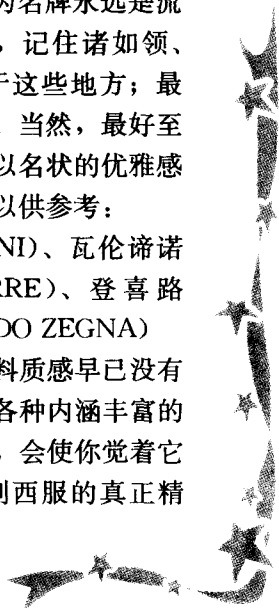 为名牌永远是流
，记住诸如领、
于这些地方；最
当然，最好至
以名状的优雅感
以供参考：
NI)、瓦伦谛诺
RRE)、登喜路
DO ZEGNA)
料质感早已没有
各种内涵丰富的
，会使你觉着它
到西服的真正精